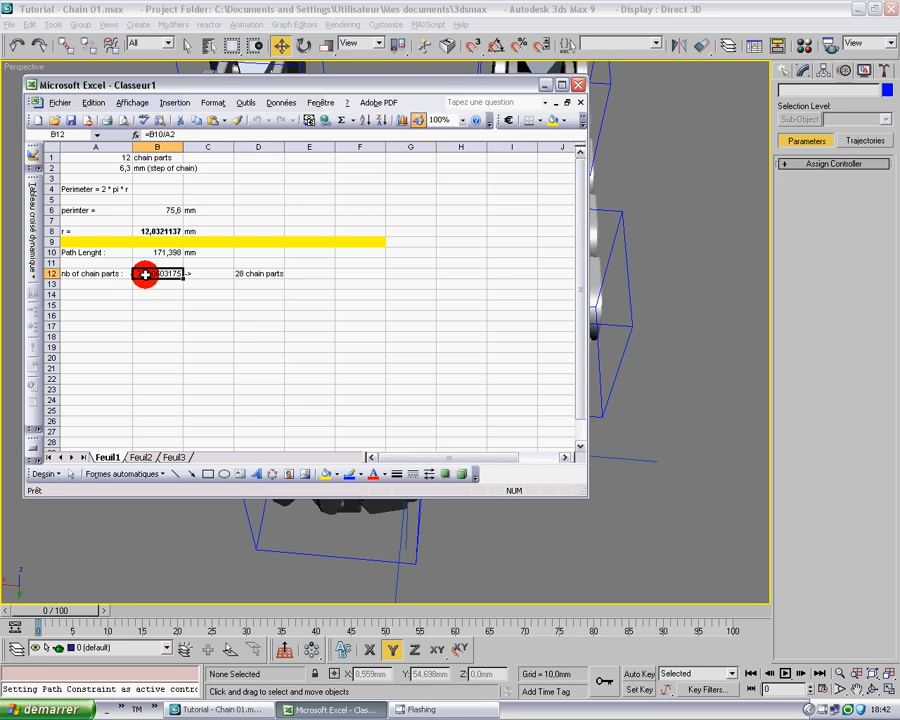 Tutorial - Chain 01.max - Project Folder: C:\Documents and Settings\Utilisateur\Mes documents\3dsmax - Autodesk 3ds Max 9 - Display : Direct 3D
File Edit Tools Group Views Create Modifiers reactor Animation Graph Editors Rendering Customize MAXScript Help
All View View
Perspective
Microsoft Excel - Classeur1
Fichier Edition Affichage Insertion Format Outils Données Fenêtre ? Adobe PDF Tapez une question
100%
B12 fx =B10/A2
A B C D E F G H I J
1 12 chain parts
2 6,3 mm (step of chain)
3
4 Perimeter = 2 * pi * r
5
6 perimter = 75,6 mm
7
8 r = 12,0321137 mm
9
10 Path Lenght : 171,398 mm
11
12 nb of chain parts : 603175 -> 28 chain parts
13
14
15
16
17
18
19
20
21
22
23
24
25
26
27
28
Tableau croisé dynamique
Feuil1 Feuil2 Feuil3
Dessin Formes automatiques
Prêt NUM
Selection Level:
Sub-Object
Parameters Trajectories
+ Assign Controller
0 / 100
0 5 10 15 20 25 30 35 40 45 50 55 60 65 70 75 80 85 90 95 100
0 (default) X Y Z XY XY
Setting Path Constraint as active contro
None Selected X: 8,559mm Y: 54,698mm Z: 0,0mm Grid = 10,0mm
Click and drag to select and move objects Add Time Tag
Auto Key Selected
Set Key Key Filters... 0
démarrer TM Tutorial - Chain 01.m... Microsoft Excel - Clas... Flashing 18:42